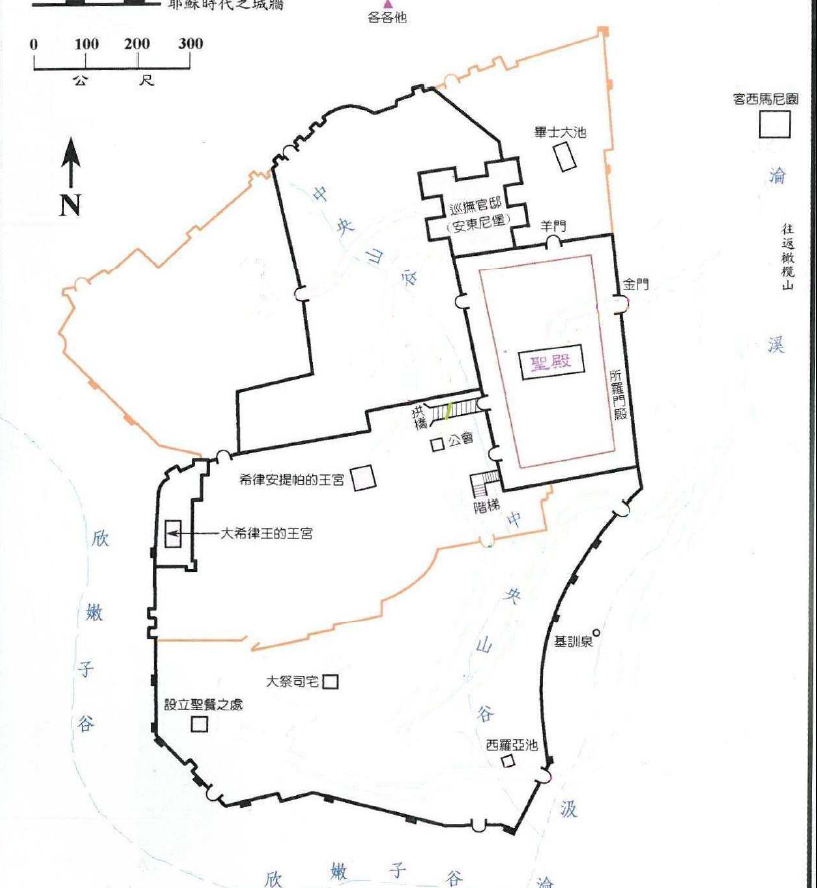 耶穌時代之城牆
各各他
0 100 200 300
公 尺
N
客西馬尼園
畢士大池
巡撫官邸
(安東尼堡)
羊門
金門
聖殿
所羅門殿
往返橄欖山
淪溪
中央山谷
拱橋
公會
階梯
希律安提帕的王宮
大希律王的王宮
欣嫩子谷
中央山谷
基訓泉
大祭司宅
設立聖餐之處
西羅亞池
汲淪
欣嫩子谷